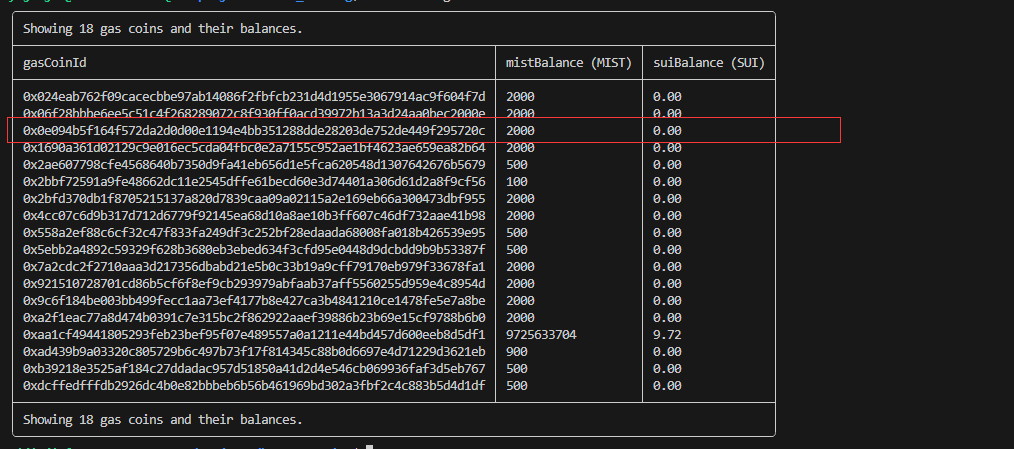 Showing 18 gas coins and their balances.
gasCoinId mistBalance (MIST) suiBalance (SUI)
0x024eab762f09cacecbbe97ab14086f2fbfcb231d4d1955e3067914ac9f604f7d 2000 0.00
0x06f28bbbe6ee5c51c4f268289072c8f930ff0acd39972b13a3d24aa0bec2000e 2000 0.00
0x0e094b5f164f572da2d0d00e1194e4bb351288dde28203de752de449f295720c 2000 0.00
0x1690a361d02129c9e016ec5cda04fbc0e2a7155c952ae1bf4623ae659ea82b64 2000 0.00
0x2ae607798cfe4568640b7350d9fa41eb656d1e5fca620548d1307642676b5679 500 0.00
0x2bbf72591a9fe48662dc11e2545dffe61becd60e3d74401a306d61d2a8f9cf56 100 0.00
0x2bfd370db1f8705215137a820d7839caa09a02115a2e169eb66a300473dbf955 2000 0.00
0x4cc07c6d9b317d712d6779f92145ea68d10a8ae10b3ff607c46df732aae41b98 2000 0.00
0x558a2ef88c6cf32c47f833fa249df3c252bf28edaada68008fa018b426539e95 500 0.00
0x5ebb2a4892c59329f628b3680eb3ebed634f3cfd95e0448d9dcbdd9b9b53387f 500 0.00
0x7a2cdc2f2710aaa3d217356dbabd21e5b0c33b19a9cff79170eb979f33678fa1 2000 0.00
0x921510728701cd86b5cf6f8ef9cb293979abfaab37aff5560255d959e4c8954d 2000 0.00
0x9c6f184be003bb499fecc1aa73ef4177b8e427ca3b4841210ce1478fe5e7a8be 2000 0.00
0xa2f1eac77a8d474b0391c7e315bc2f862922aaef39886b23b69e15cf9788b6b0 2000 0.00
0xaa1cf49441805293feb23bef95f07e489557a0a1211e44bd457d600eeb8d5df1 9725633704 9.72
0xad439b9a03320c805729b6c497b73f17f814345c88b0d6697e4d71229d3621eb 900 0.00
0xb39218e3525af184c27ddadac957d51850a41d2d4e546cb069936faf3d5eb767 500 0.00
0xdcffedfffdb2926dc4b0e82bbbeb6b56b461969bd302a3fbf2c4c883b5d4d1df 500 0.00
Showing 18 gas coins and their balances.